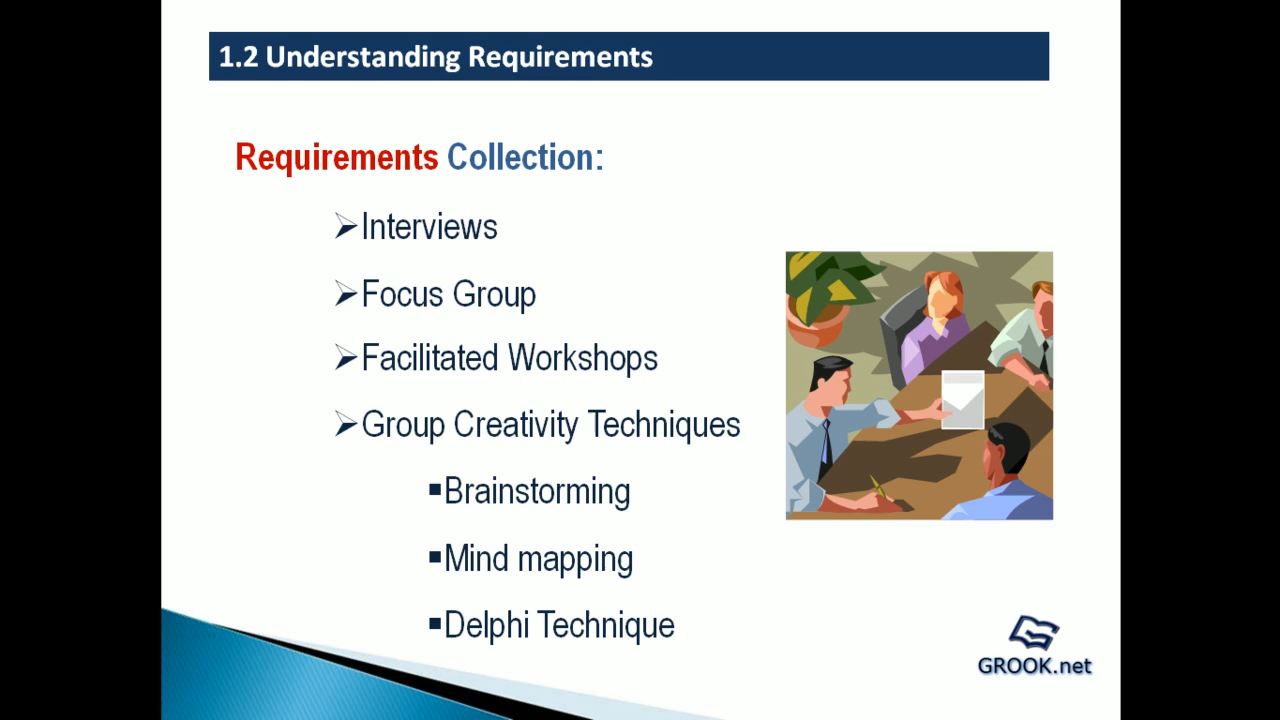 1.2 Understanding Requirements
Requirements Collection:
➢Interviews
➢Focus Group
➢Facilitated Workshops
➢Group Creativity Techniques
▪Brainstorming
▪Mind mapping
▪Delphi Technique
GROOK.net